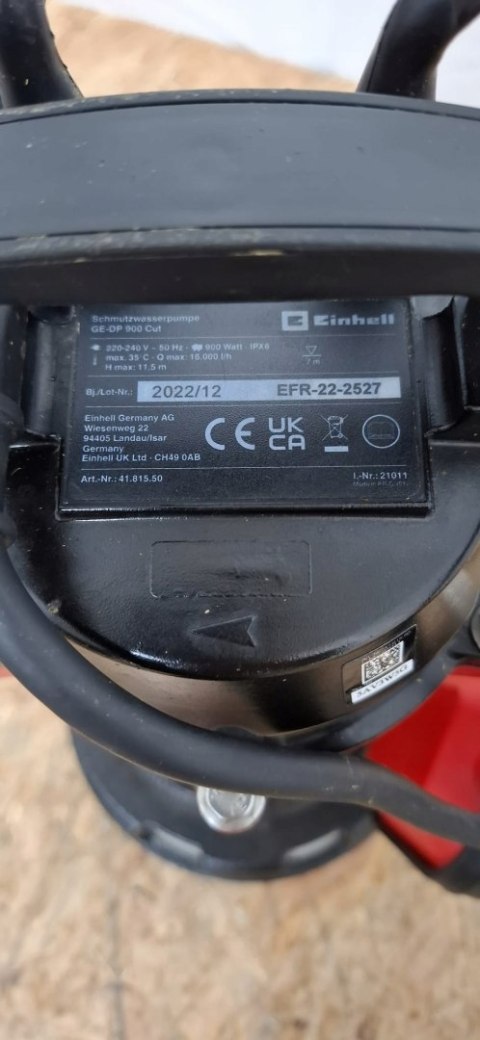 Schmutzwasserpumpe
GE-DP 900 Cut
Einhell
220-240 V ~ 50 Hz · 900 Watt · IPX8
max. 35°C · Q max: 18.000 l/h
H max: 11.5 m
7 m
Bj./Lot-Nr.: 2022/12 EFR-22-2527
Einhell Germany AG
Wiesenweg 22
94405 Landau/Isar
Germany
Einhell UK Ltd · CH49 0AB
CE UK CA
Art.-Nr.: 41.815.50
I.-Nr.: 21011